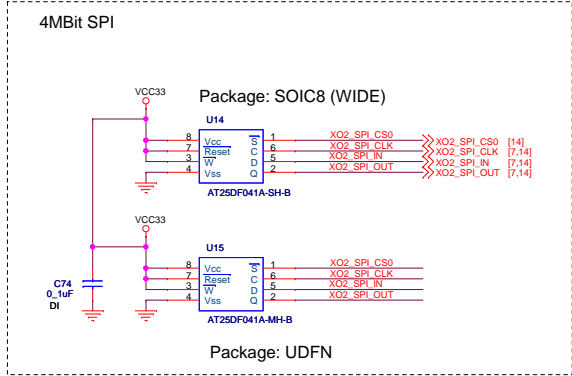 4MBit SPI
VCC33
Package: SOIC8 (WIDE)
U14
8 Vcc S 1 XO2_SPI_CS0 XO2_SPI_CS0 [14]
7 Reset C 6 XO2_SPI_CLK XO2_SPI_CLK [7,14]
3 W D 5 XO2_SPI_IN XO2_SPI_IN [7,14]
4 Vss Q 2 XO2_SPI_OUT XO2_SPI_OUT [7,14]
AT25DF041A-SH-B
VCC33
U15
8 Vcc S 1 XO2_SPI_CS0
7 Reset C 6 XO2_SPI_CLK
3 W D 5 XO2_SPI_IN
4 Vss Q 2 XO2_SPI_OUT
AT25DF041A-MH-B
C74
0_1uF
DI
Package: UDFN